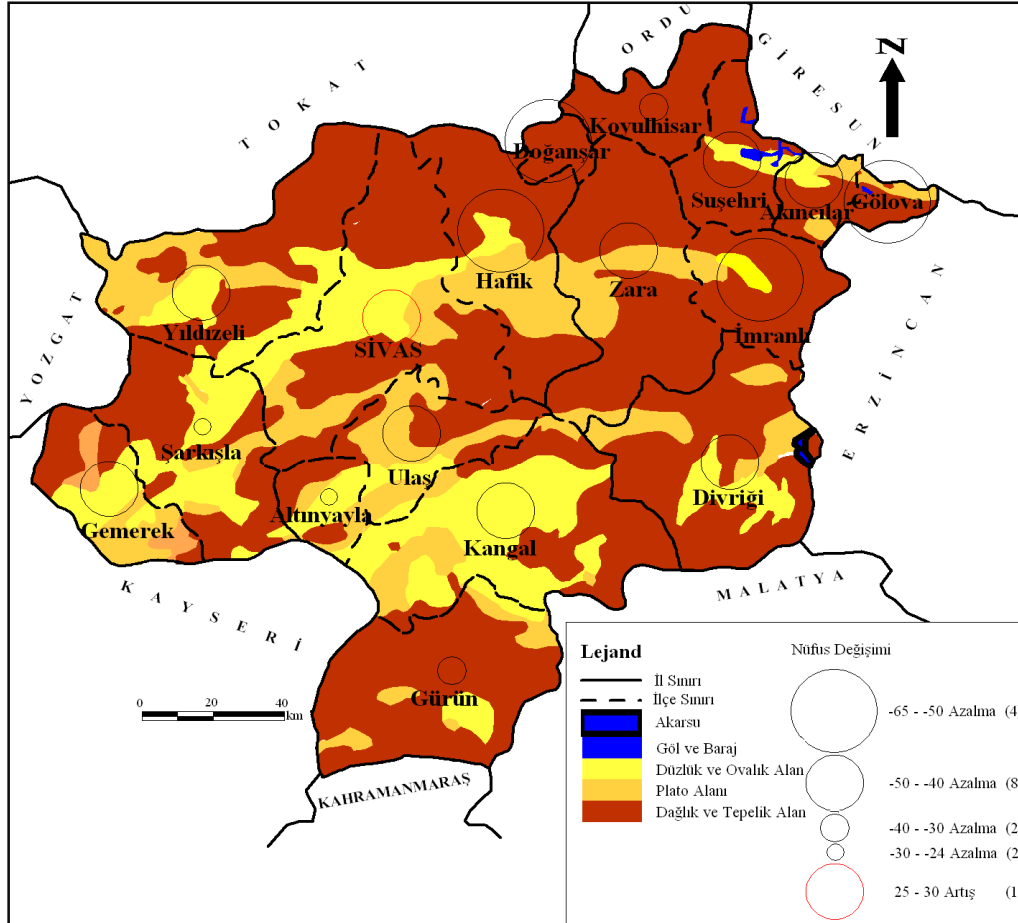 TOKAT
ORDU
GİRESUN
N
Koyulhisar
Doğanşar
Suşehri
Akıncılar
Gölova
Hafik
Zara
İmranlı
Yıldızeli
SİVAS
YOZGAT
ERZİNCAN
Şarkışla
Ulaş
Altınyayla
Gemerek
Kangal
Divriği
KAYSERİ
MALATYA
Gürün
KAHRAMANMARAŞ
0 20 40
km
Lejand
İl Sınırı
İlçe Sınırı
Akarsu
Göl ve Baraj
Düzlük ve Ovalık Alan
Plato Alanı
Dağlık ve Tepelik Alan
Nüfus Değişimi
-65 - -50 Azalma (4
-50 - -40 Azalma (8
-40 - -30 Azalma (2
-30 - -24 Azalma (2
25 - 30 Artış (1